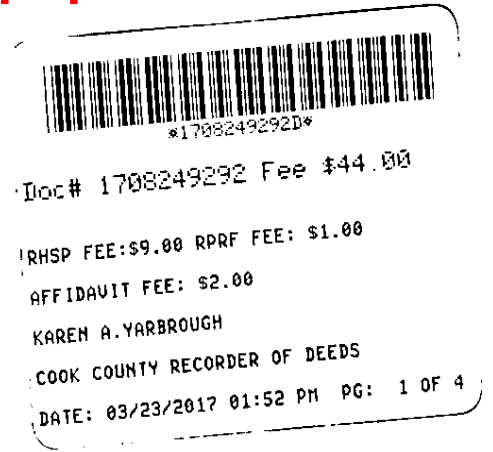 *1708249292D*
Doc# 1708249292 Fee $44.00
RHSP FEE:$9.00 RPRF FEE: $1.00
AFFIDAVIT FEE: $2.00
KAREN A.YARBROUGH
COOK COUNTY RECORDER OF DEEDS
DATE: 03/23/2017 01:52 PM PG: 1 OF 4